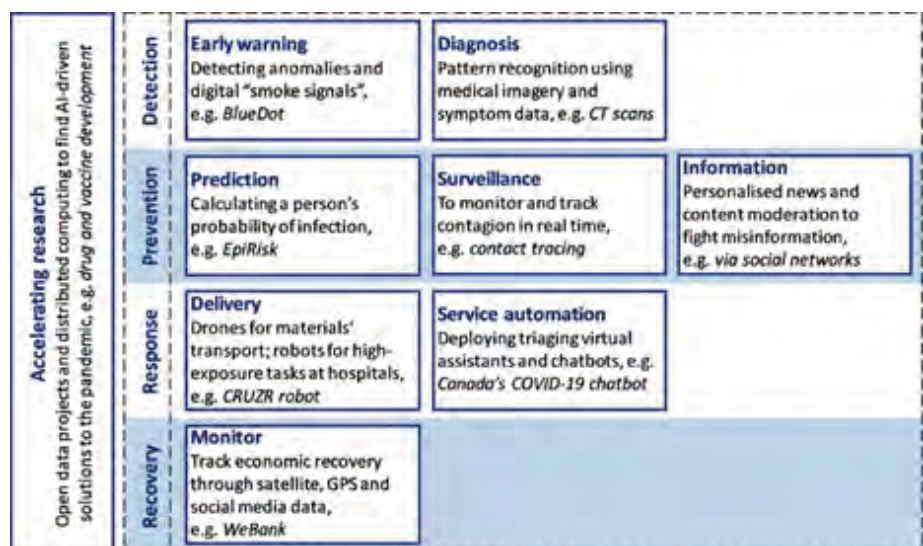 Accelerating research
Open data projects and distributed computing to find AI-driven
solutions to the pandemic, e.g. drug and vaccine development
Detection
Early warning
Detecting anomalies and
digital “smoke signals”,
e.g. BlueDot
Diagnosis
Pattern recognition using
medical imagery and
symptom data, e.g. CT scans
Prevention
Prediction
Calculating a person’s
probability of infection,
e.g. EpiRisk
Surveillance
To monitor and track
contagion in real time,
e.g. contact tracing
Information
Personalised news and
content moderation to
fight misinformation,
e.g. via social networks
Response
Delivery
Drones for materials’
transport; robots for high-
exposure tasks at hospitals,
e.g. CRUZR robot
Service automation
Deploying triaging virtual
assistants and chatbots, e.g.
Canada’s COVID-19 chatbot
Recovery
Monitor
Track economic recovery
through satellite, GPS and
social media data,
e.g. WeBank